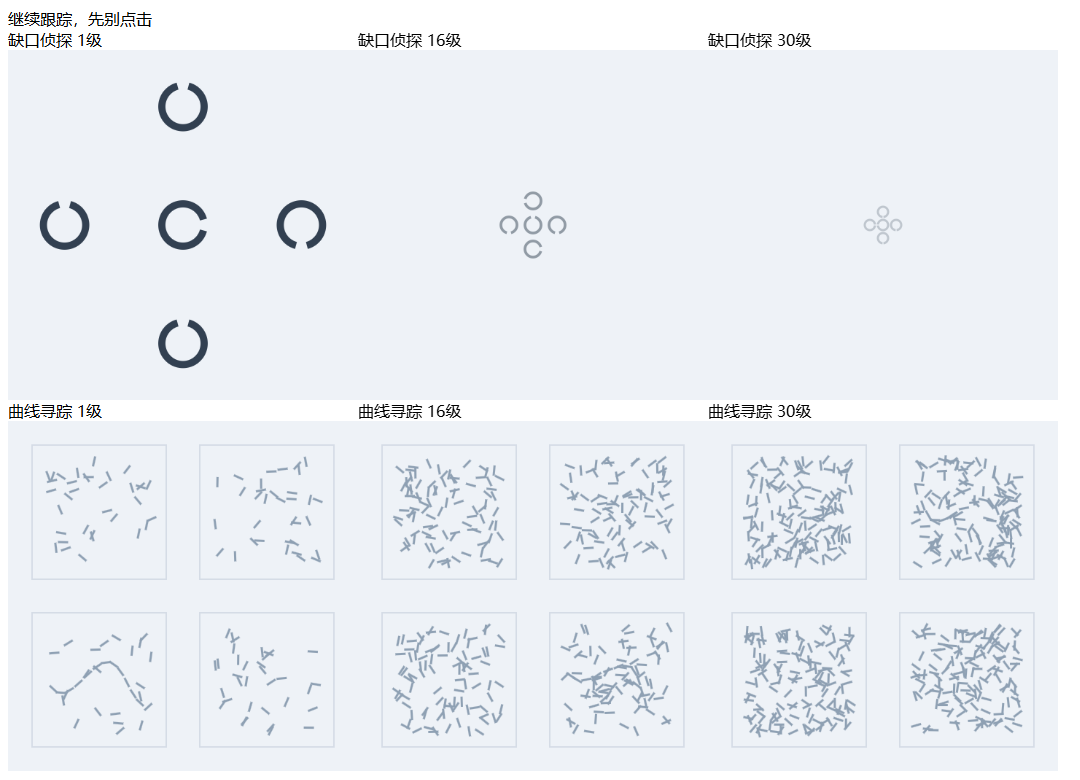 继续跟踪，先别点击
缺口侦探 1级
缺口侦探 16级
缺口侦探 30级
曲线寻踪 1级
曲线寻踪 16级
曲线寻踪 30级